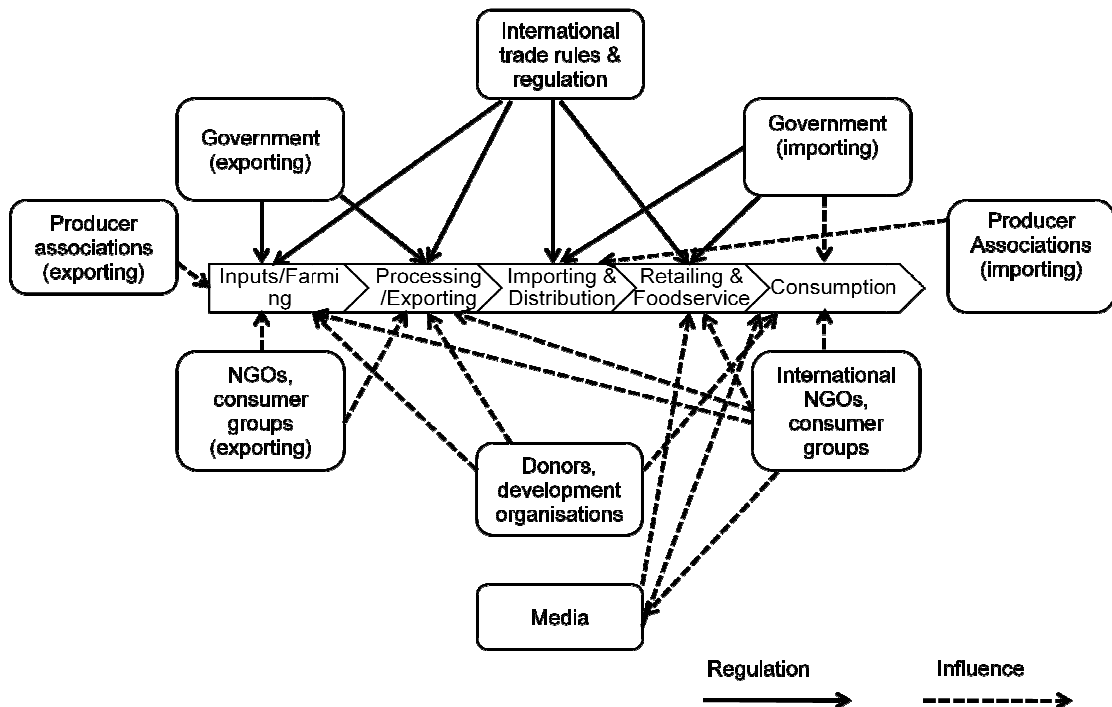 International
trade rules &
regulation
Government
(exporting)
Government
(importing)
Producer
associations
(exporting)
Producer
Associations
(importing)
Inputs/Farmi
ng
Processing
/Exporting
Importing &
Distribution
Retailing &
Foodservice
Consumption
NGOs,
consumer
groups
(exporting)
International
NGOs,
consumer
groups
Donors,
development
organisations
Media
Regulation
Influence